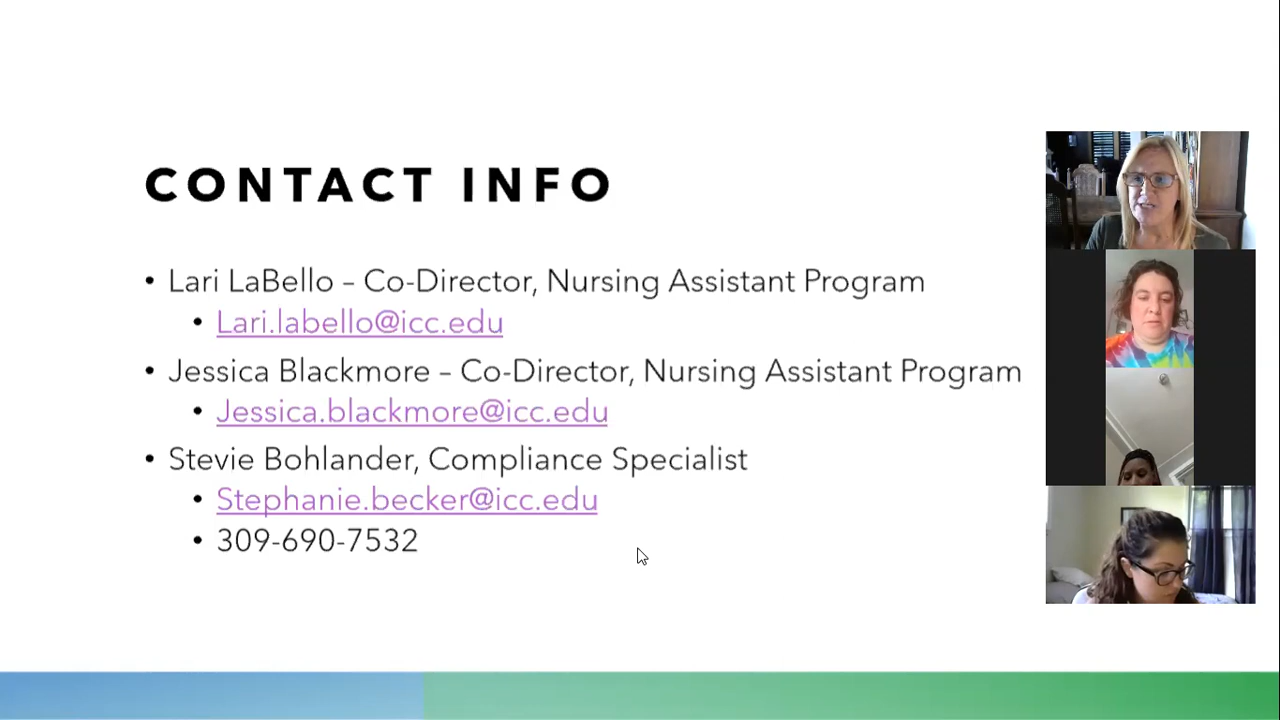 CONTACT INFO
• Lari LaBello – Co-Director, Nursing Assistant Program
• Lari.labello@icc.edu
• Jessica Blackmore – Co-Director, Nursing Assistant Program
• Jessica.blackmore@icc.edu
• Stevie Bohlander, Compliance Specialist
• Stephanie.becker@icc.edu
• 309-690-7532